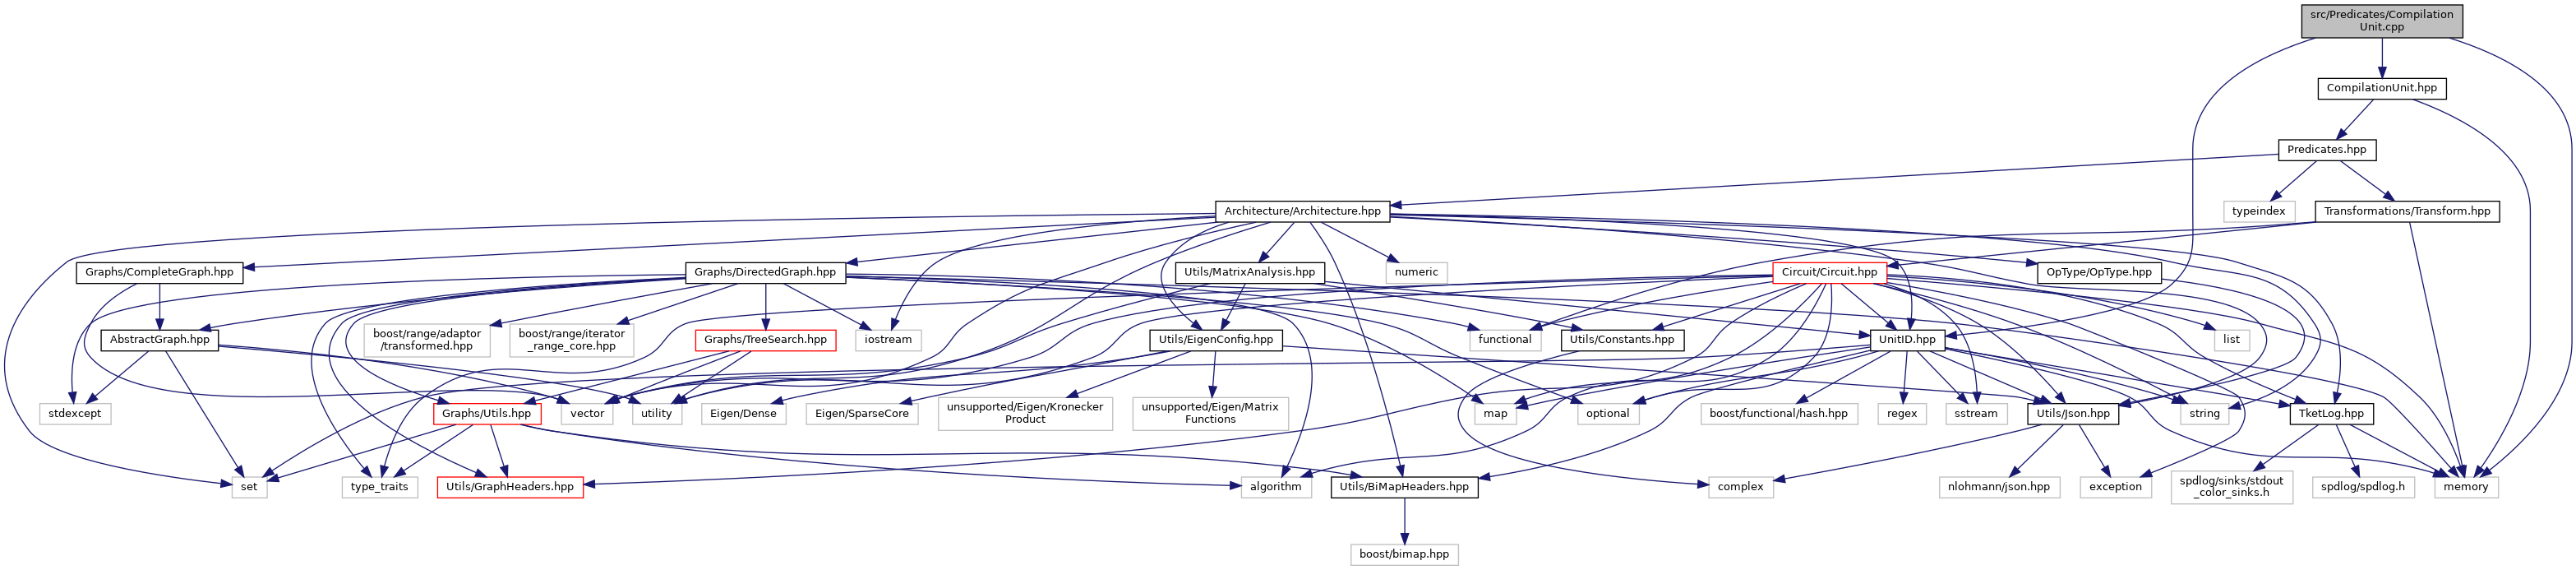 src/Predicates/Compilation
Unit.cpp
CompilationUnit.hpp
Predicates.hpp
Architecture/Architecture.hpp
typeindex
Transformations/Transform.hpp
Graphs/CompleteGraph.hpp
Graphs/DirectedGraph.hpp
Utils/MatrixAnalysis.hpp
numeric
Circuit/Circuit.hpp
OpType/OpType.hpp
AbstractGraph.hpp
boost/range/adaptor
/transformed.hpp
boost/range/iterator
_range_core.hpp
Graphs/TreeSearch.hpp
iostream
Utils/EigenConfig.hpp
functional
Utils/Constants.hpp
UnitID.hpp
list
stdexcept
Graphs/Utils.hpp
vector
utility
Eigen/Dense
Eigen/SparseCore
unsupported/Eigen/Kronecker
Product
unsupported/Eigen/Matrix
Functions
map
optional
boost/functional/hash.hpp
regex
sstream
Utils/Json.hpp
string
TketLog.hpp
set
type_traits
Utils/GraphHeaders.hpp
algorithm
Utils/BiMapHeaders.hpp
complex
nlohmann/json.hpp
exception
spdlog/sinks/stdout
_color_sinks.h
spdlog/spdlog.h
memory
boost/bimap.hpp